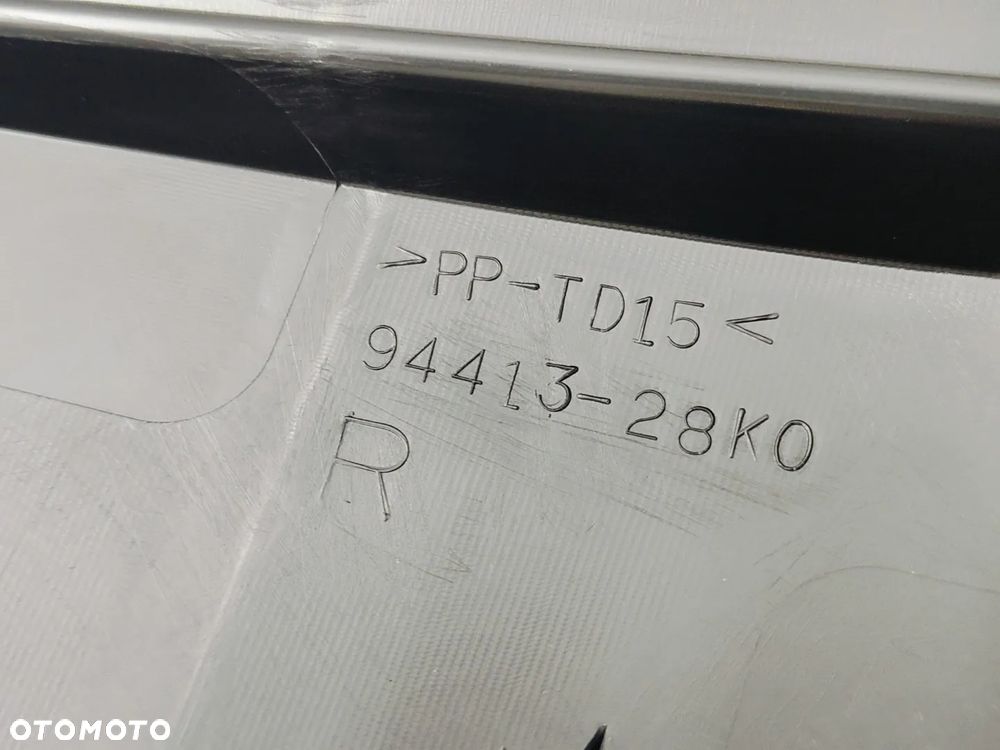 >PP-TD15<
94413-28K0
R
OTOMOTO